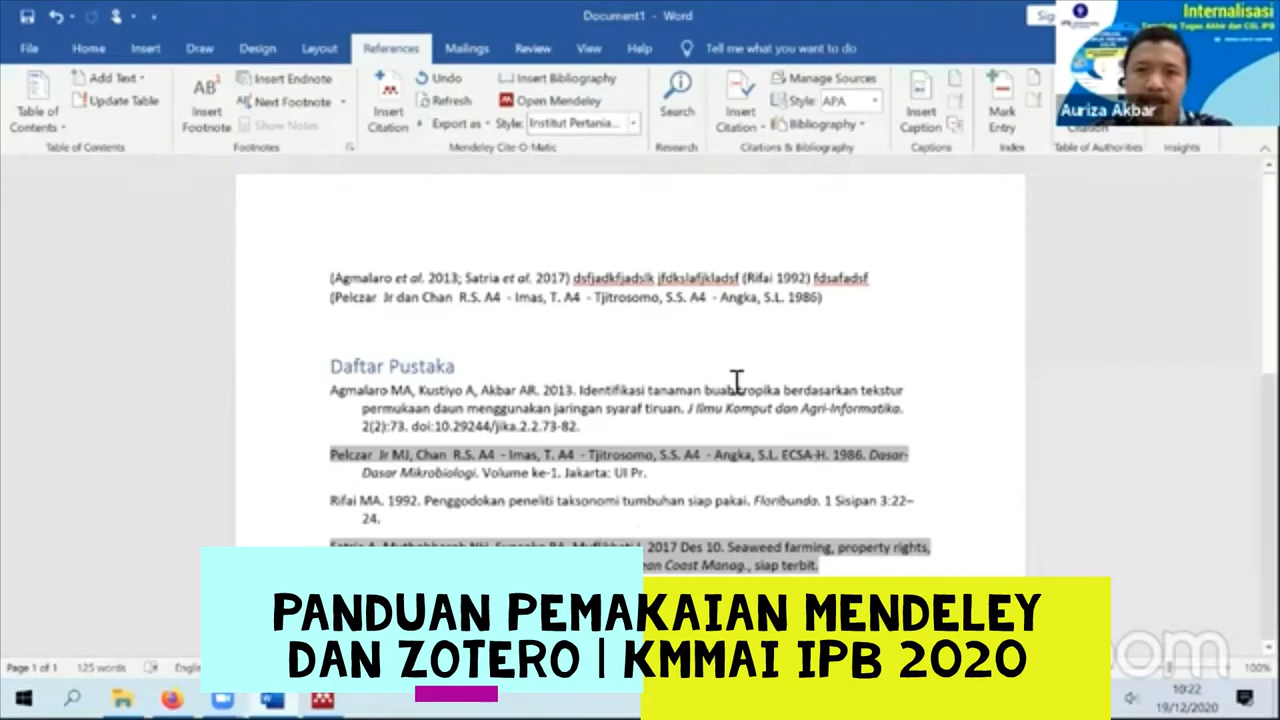 Document1 - Word
Internalisasi
File Home Insert Draw Design Layout References Mailings Review View Help Tell me what you want to do
Auriza Akbar
Table of Contents
Add Text
Update Table
Table of Contents
AB1
Insert Footnote
Insert Endnote
Next Footnote
Show Notes
Footnotes
Insert Citation
Undo
Refresh
Export as
Insert Bibliography
Open Mendeley
Style: Institut Pertania...
Mendeley Cite-O-Matic
Search
Research
Insert Citation
Manage Sources
Style: APA
Bibliography
Citations & Bibliography
Insert Caption
Captions
Mark Entry
Index
Citation
Table of Authorities
Insights
(Agmalaro et al. 2013; Satria et al. 2017) dsfjadkfjadslk jfdkslafjkladsf (Rifai 1992) fdsafadsf
(Pelczar Jr dan Chan R.S. A4 - Imas, T. A4 - Tjitrosomo, S.S. A4 - Angka, S.L. 1986)
Daftar Pustaka
Agmalaro MA, Kustiyo A, Akbar AR. 2013. Identifikasi tanaman buah tropika berdasarkan tekstur
permukaan daun menggunakan jaringan syaraf tiruan. J Ilmu Komput dan Agri-Informatika.
2(2):73. doi:10.29244/jika.2.2.73-82.
Pelczar Jr MJ, Chan R.S. A4 - Imas, T. A4 - Tjitrosomo, S.S. A4 - Angka, S.L. ECSA-H. 1986. Dasar-
Dasar Mikrobiologi. Volume ke-1. Jakarta: UI Pr.
Rifai MA. 1992. Penggodokan peneliti taksonomi tumbuhan siap pakai. Floribunda. 1 Sisipan 3:22–
24.
2017 Des 10. Seaweed farming, property rights,
Coast Manag., siap terbit.
PANDUAN PEMAKAIAN MENDELEY
DAN ZOTERO | KMMAI IPB 2020
Page 1 of 1 125 words
100%
10:22
19/12/2020